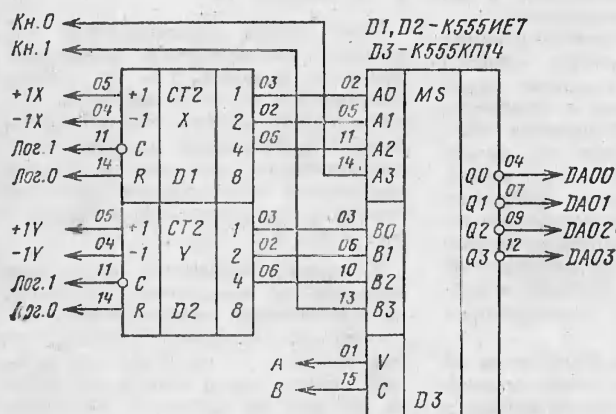 Кн.0
Кн.1
D1, D2 - К555ИЕ7
D3 - К555КП14
+1X 05 +1 СТ2 1 03 02 A0 MS
-1X 04 -1 X 2 02 05 A1
Лог.1 11 C 4 06 11 A2
Лог.0 14 R D1 8 14 A3
Q0 04 DA00
Q1 07 DA01
Q2 09 DA02
Q3 12 DA03
+1Y 05 +1 СТ2 1 03 03 B0
-1Y 04 -1 Y 2 02 06 B1
Лог.1 11 C 4 06 10 B2
Лог.0 14 R D2 8 13 B3
A 01 V
B 15 C
D3